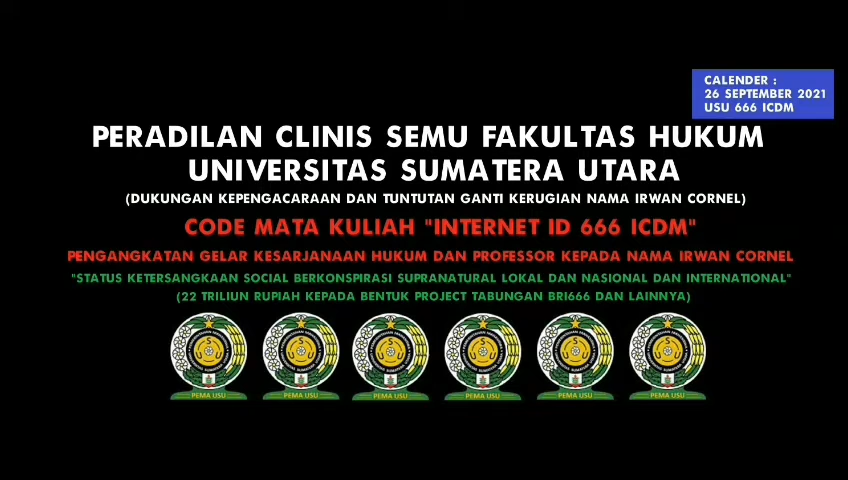 CALENDER :
26 SEPTEMBER 2021
USU 666 ICDM
PERADILAN CLINIS SEMU FAKULTAS HUKUM
UNIVERSITAS SUMATERA UTARA
(DUKUNGAN KEPENGACARAAN DAN TUNTUTAN GANTI KERUGIAN NAMA IRWAN CORNEL)
CODE MATA KULIAH "INTERNET ID 666 ICDM"
PENGANGKATAN GELAR KESARJANAAN HUKUM DAN PROFESSOR KEPADA NAMA IRWAN CORNEL
"STATUS KETERSANGKAAN SOCIAL BERKONSPIRASI SUPRANATURAL LOKAL DAN NASIONAL DAN INTERNATIONAL"
(22 TRILIUN RUPIAH KEPADA BENTUK PROJECT TABUNGAN BRI666 DAN LAINNYA)
PEMA USU PEMA USU PEMA USU PEMA USU PEMA USU PEMA USU